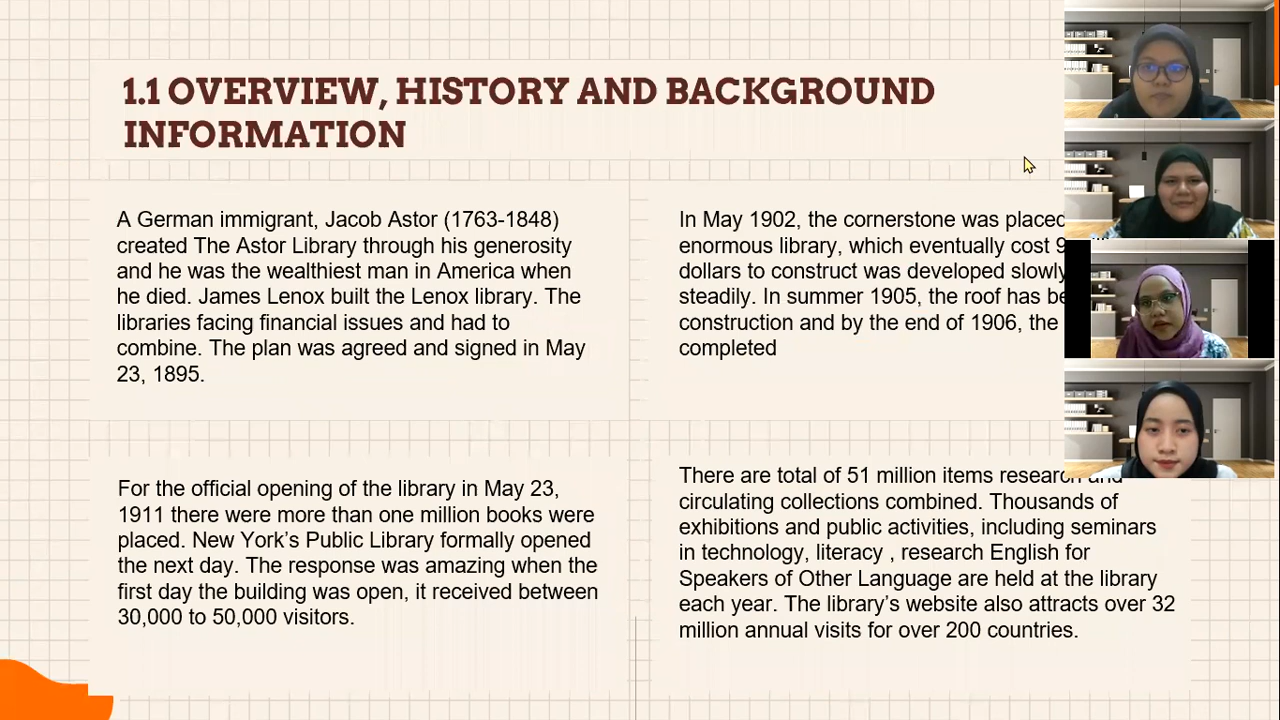 1.1 OVERVIEW, HISTORY AND BACKGROUND
INFORMATION
A German immigrant, Jacob Astor (1763-1848)
created The Astor Library through his generosity
and he was the wealthiest man in America when
he died. James Lenox built the Lenox library. The
libraries facing financial issues and had to
combine. The plan was agreed and signed in May
23, 1895.
In May 1902, the cornerstone was placed
enormous library, which eventually cost 9
dollars to construct was developed slowly
steadily. In summer 1905, the roof has
construction and by the end of 1906, the
completed
For the official opening of the library in May 23,
1911 there were more than one million books were
placed. New York's Public Library formally opened
the next day. The response was amazing when the
first day the building was open, it received between
30,000 to 50,000 visitors.
There are total of 51 million items research and
circulating collections combined. Thousands of
exhibitions and public activities, including seminars
in technology, literacy , research English for
Speakers of Other Language are held at the library
each year. The library's website also attracts over 32
million annual visits for over 200 countries.